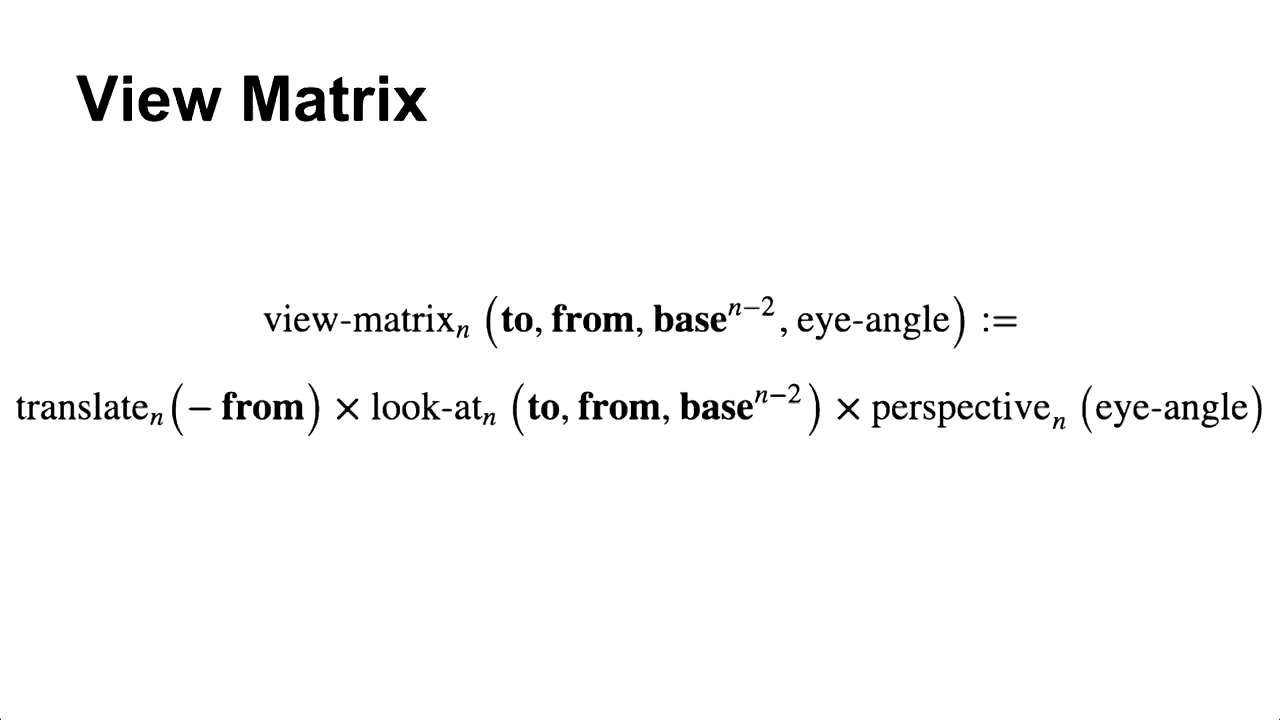 View Matrix
view-matrixₙ (to, from, baseⁿ⁻², eye-angle) :=
translateₙ(− from) × look-atₙ (to, from, baseⁿ⁻²) × perspectiveₙ (eye-angle)